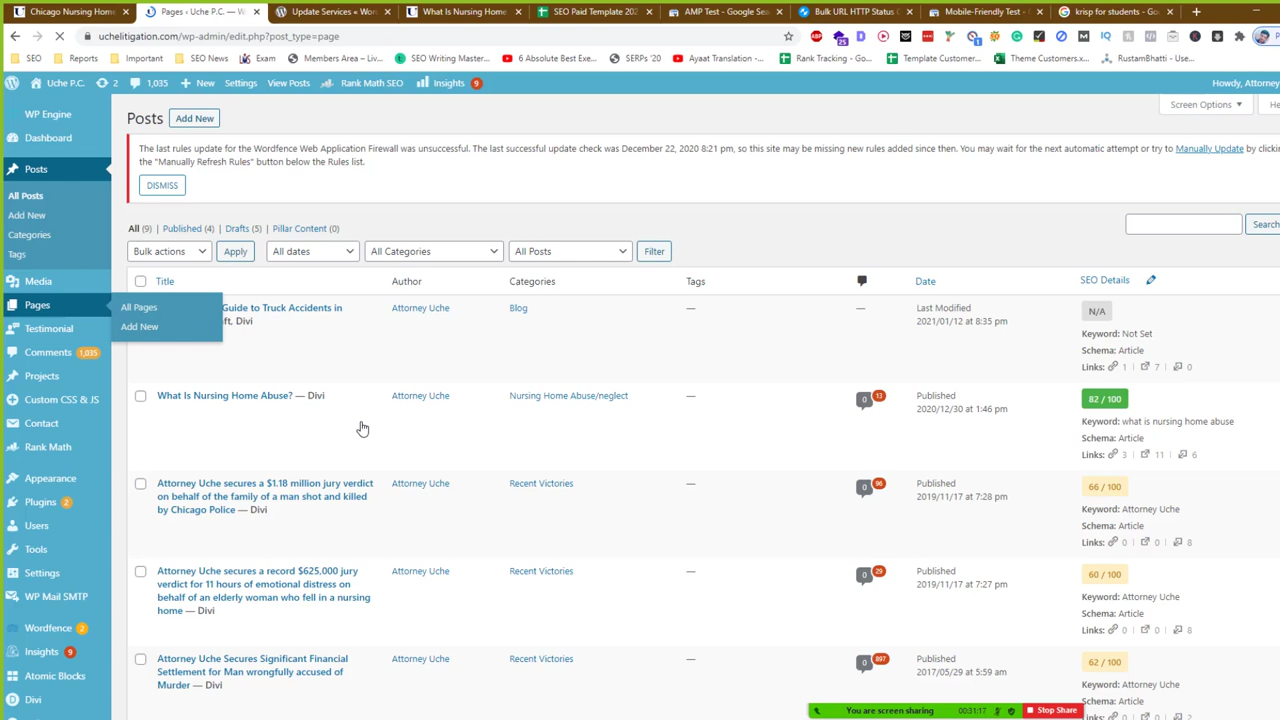 Chicago Nursing Home
Pages ‹ Uche P.C. — W
Update Services « Word
What Is Nursing Home
SEO Paid Template 202
AMP Test - Google Sea
Bulk URL HTTP Status C
Mobile-Friendly Test -
krisp for students - Goo
uchelitigation.com/wp-admin/edit.php?post_type=page
SEO
Reports
Important
SEO News
Exam
Members Area – Liv...
SEO Writing Master...
6 Absolute Best Exe...
SERPs '20
Ayaat Translation -...
Rank Tracking - Go...
Template Customer...
Theme Customers.x...
RustamBhatti - Use...
Uche P.C.
2
1,035
New
Settings
View Posts
Rank Math SEO
Insights
9
Howdy, Attorney
WP Engine
Dashboard
Posts
All Posts
Add New
Categories
Tags
Media
Pages
All Pages
Add New
Testimonial
Comments 1,035
Projects
Custom CSS & JS
Contact
Rank Math
Appearance
Plugins 2
Users
Tools
Settings
WP Mail SMTP
Wordfence 2
Insights 9
Atomic Blocks
Divi
Screen Options
He
Posts
Add New
The last rules update for the Wordfence Web Application Firewall was unsuccessful. The last successful update check was December 22, 2020 8:21 pm, so this site may be missing new rules added since then. You may wait for the next automatic attempt or try to Manually Update by clickin
the "Manually Refresh Rules" button below the Rules list.
DISMISS
All (9) | Published (4) | Drafts (5) | Pillar Content (0)
Search
Bulk actions
Apply
All dates
All Categories
All Posts
Filter
Title
Author
Categories
Tags
Date
SEO Details
Guide to Truck Accidents in
ft, Divi
Attorney Uche
Blog
—
—
Last Modified
2021/01/12 at 8:35 pm
N/A
Keyword: Not Set
Schema: Article
Links: 1 | 7 | 0
What Is Nursing Home Abuse? — Divi
Attorney Uche
Nursing Home Abuse/neglect
—
0
13
Published
2020/12/30 at 1:46 pm
82 / 100
Keyword: what is nursing home abuse
Schema: Article
Links: 3 | 11 | 6
Attorney Uche secures a $1.18 million jury verdict
on behalf of the family of a man shot and killed
by Chicago Police — Divi
Attorney Uche
Recent Victories
—
0
96
Published
2019/11/17 at 7:28 pm
66 / 100
Keyword: Attorney Uche
Schema: Article
Links: 0 | 0 | 8
Attorney Uche secures a record $625,000 jury
verdict for 11 hours of emotional distress on
behalf of an elderly woman who fell in a nursing
home — Divi
Attorney Uche
Recent Victories
—
0
29
Published
2019/11/17 at 7:27 pm
60 / 100
Keyword: Attorney Uche
Schema: Article
Links: 0 | 0 | 8
Attorney Uche Secures Significant Financial
Settlement for Man wrongfully accused of
Murder — Divi
Attorney Uche
Recent Victories
—
0
897
Published
2017/05/29 at 5:59 am
62 / 100
Keyword: Attorney Uche
Schema: Article
You are screen sharing
00:31:17
Stop Share